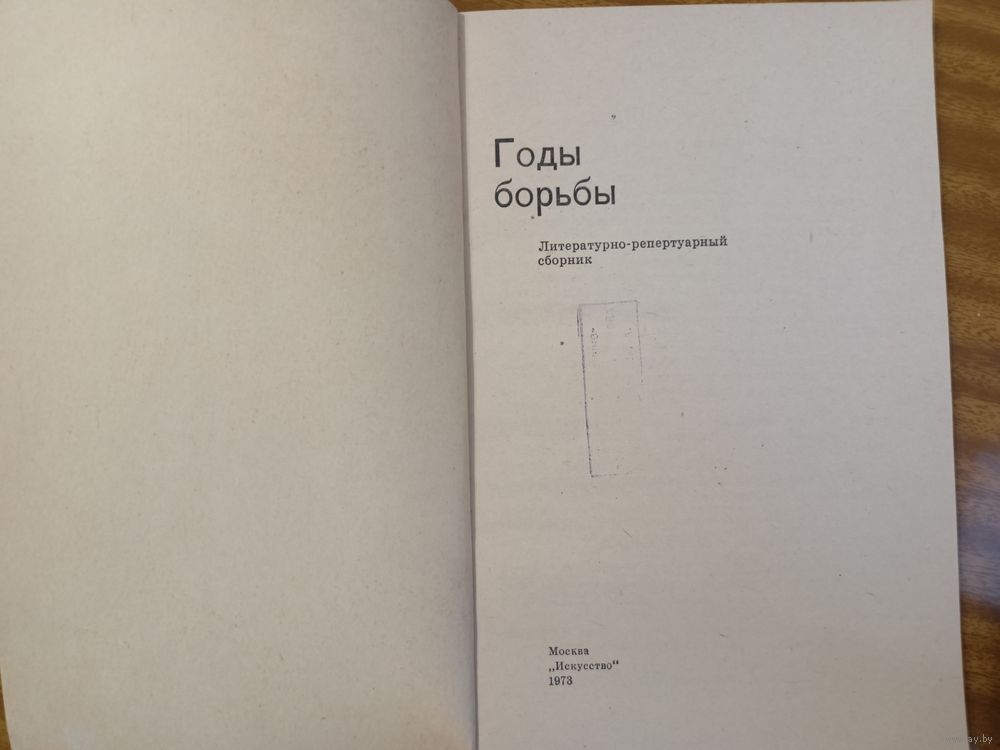 Годы
борьбы
Литературно-репертуарный
сборник
Москва
„Искусство“
1973